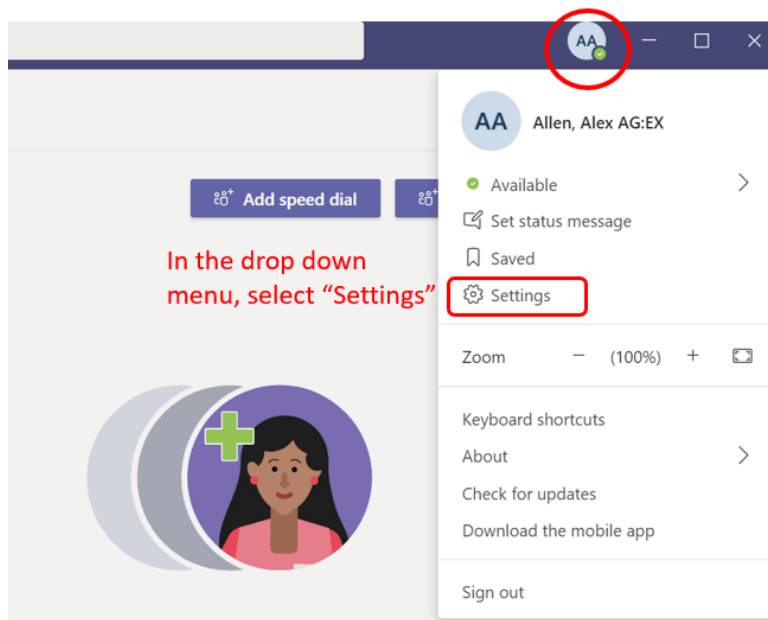 AA
AA
Allen, Alex AG:EX
Available
Add speed dial
Set status message
In the drop down
menu, select “Settings”
Saved
Settings
Zoom − (100%) +
Keyboard shortcuts
About
Check for updates
Download the mobile app
Sign out